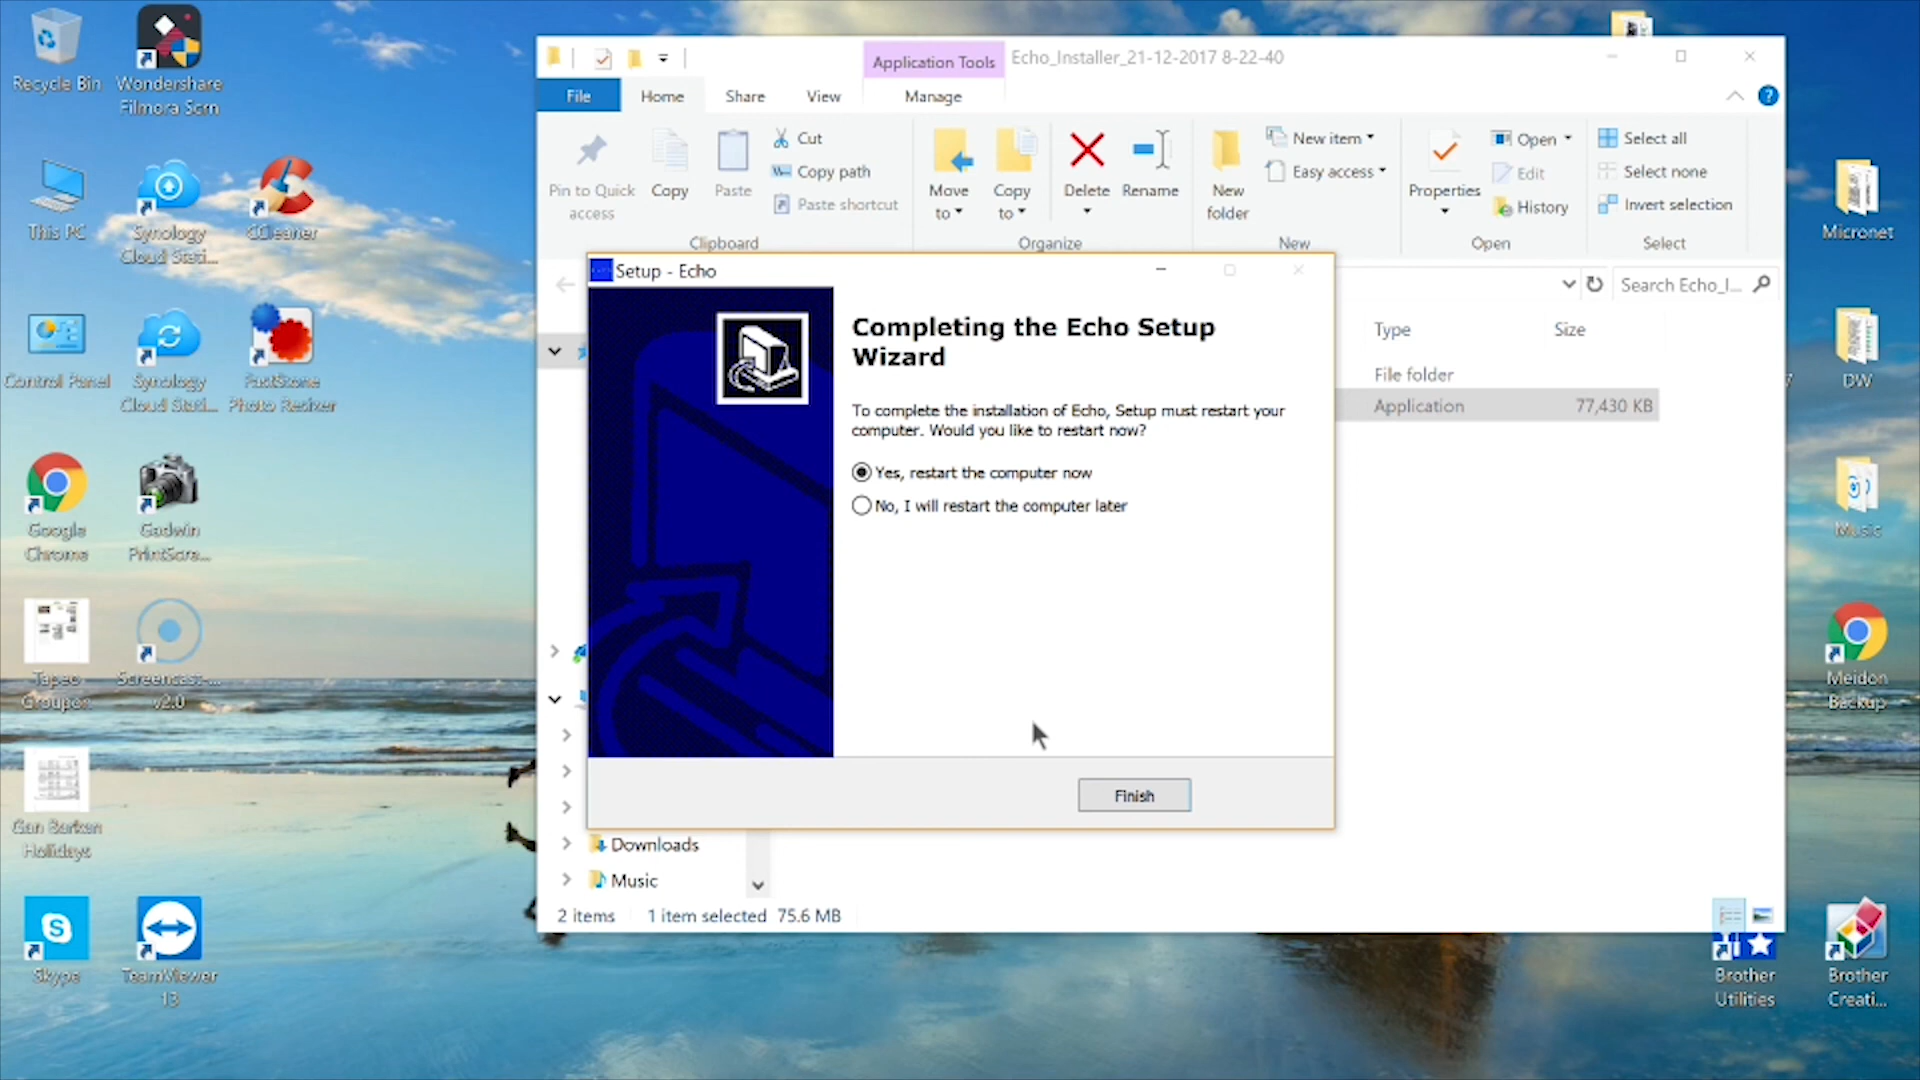 Recycle Bin
Wondershare
Filmora Scrn
This PC
Synology
Cloud Stati...
CCleaner
Control Panel
Synology
Cloud Stati...
FastStone
Photo Resizer
Google
Chrome
Gadwin
PrintScre...
Tapeo
Groupon
Screencast-...
v2.0
Gan Barken
Holidays
Skype
TeamViewer
13
Application Tools
Echo_Installer_21-12-2017 8-22-40
File
Home
Share
View
Manage
Pin to Quick
access
Copy
Paste
Cut
Copy path
Paste shortcut
Clipboard
Move
to
Copy
to
Delete
Rename
Organize
New
folder
New item
Easy access
New
Properties
Open
Edit
History
Open
Select all
Select none
Invert selection
Select
Search Echo_I...
Type
Size
File folder
Application
77,430 KB
Setup - Echo
Completing the Echo Setup
Wizard
To complete the installation of Echo, Setup must restart your
computer. Would you like to restart now?
Yes, restart the computer now
No, I will restart the computer later
Finish
Downloads
Music
2 items
1 item selected 75.6 MB
Micronet
DW
Music
Meidon
Backup
Brother
Utilities
Brother
Creati...